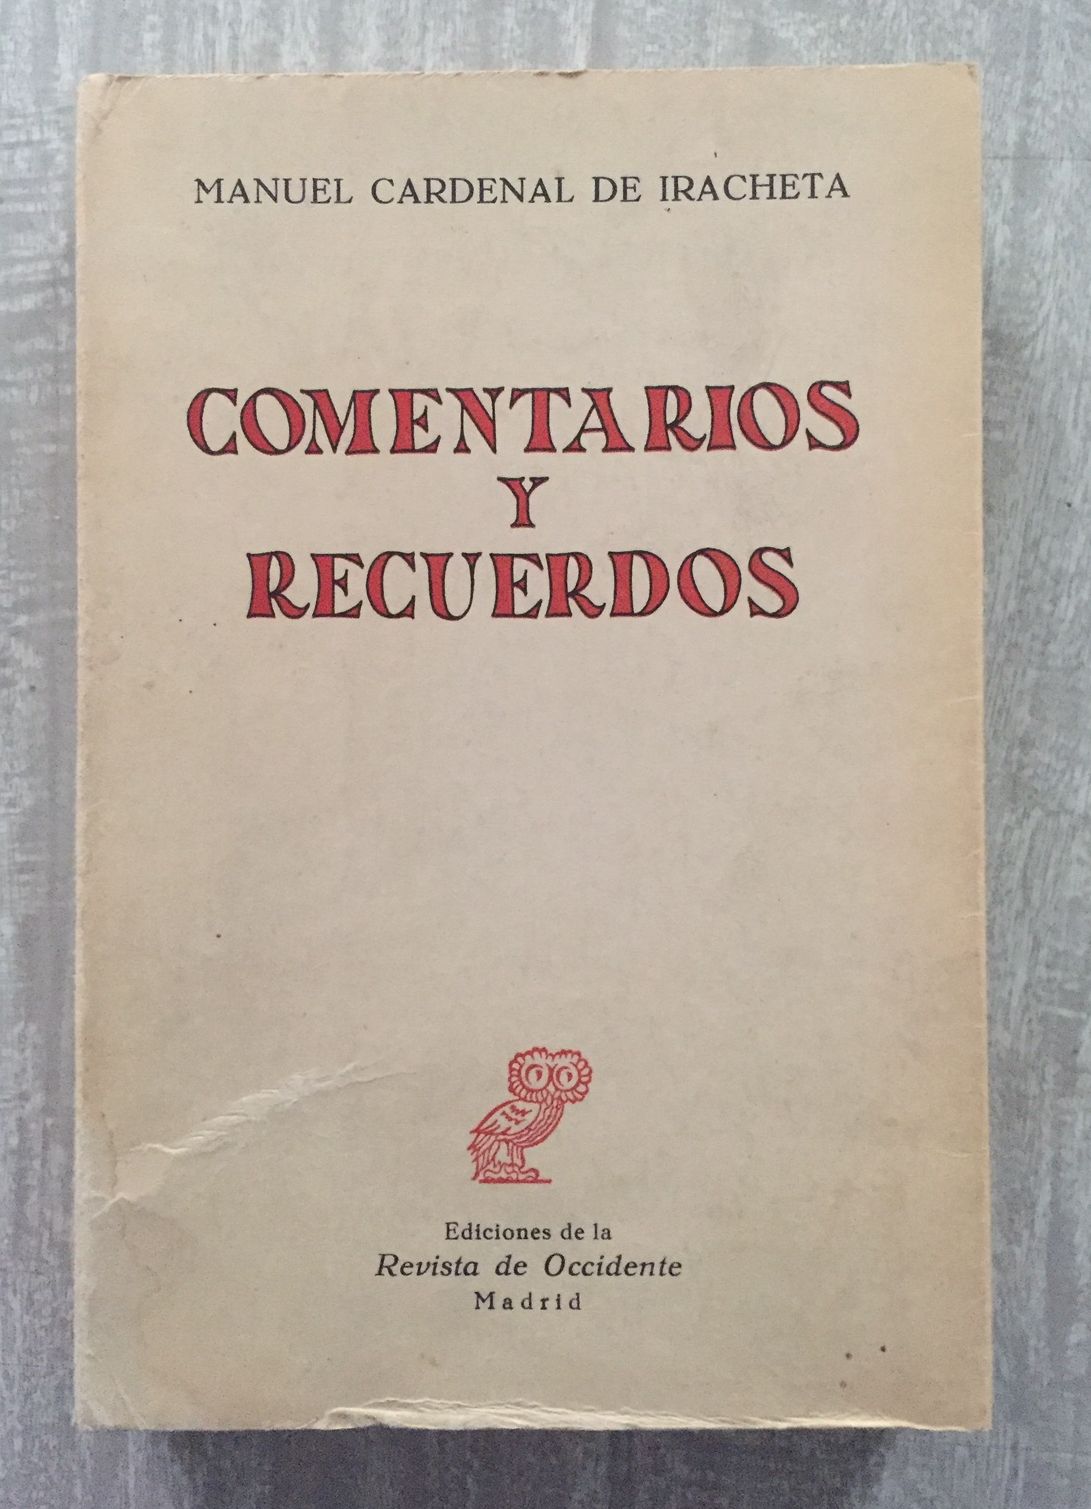 MANUEL CARDENAL DE IRACHETA
COMENTARIOS
Y
RECUERDOS
Ediciones de la
Revista de Occidente
Madrid